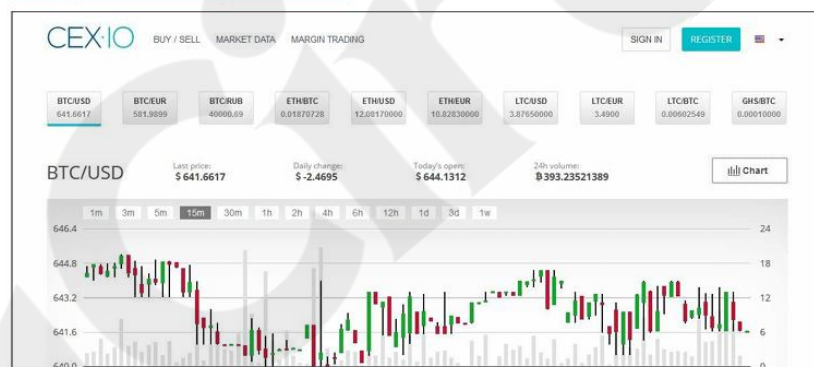 CEX·IO BUY / SELL MARKET DATA MARGIN TRADING SIGN IN REGISTER
BTC/USD BTC/EUR BTC/RUB ETH/BTC ETH/USD ETH/EUR LTC/USD LTC/EUR LTC/BTC GHS/BTC
641.6617 581.9899 40000.69 0.01870728 12.00170000 10.82830000 3.87650000 3.4900 0.00602549 0.00010000
BTC/USD Last price: Daily change: Today's open: 24h volume: Chart
$ 641.6617 $ -2.4695 $ 644.1312 ฿ 393.23521389
1m 3m 5m 15m 30m 1h 2h 4h 6h 12h 1d 3d 1w
646.4 24
644.8 18
643.2 12
641.6 6
640.0 0